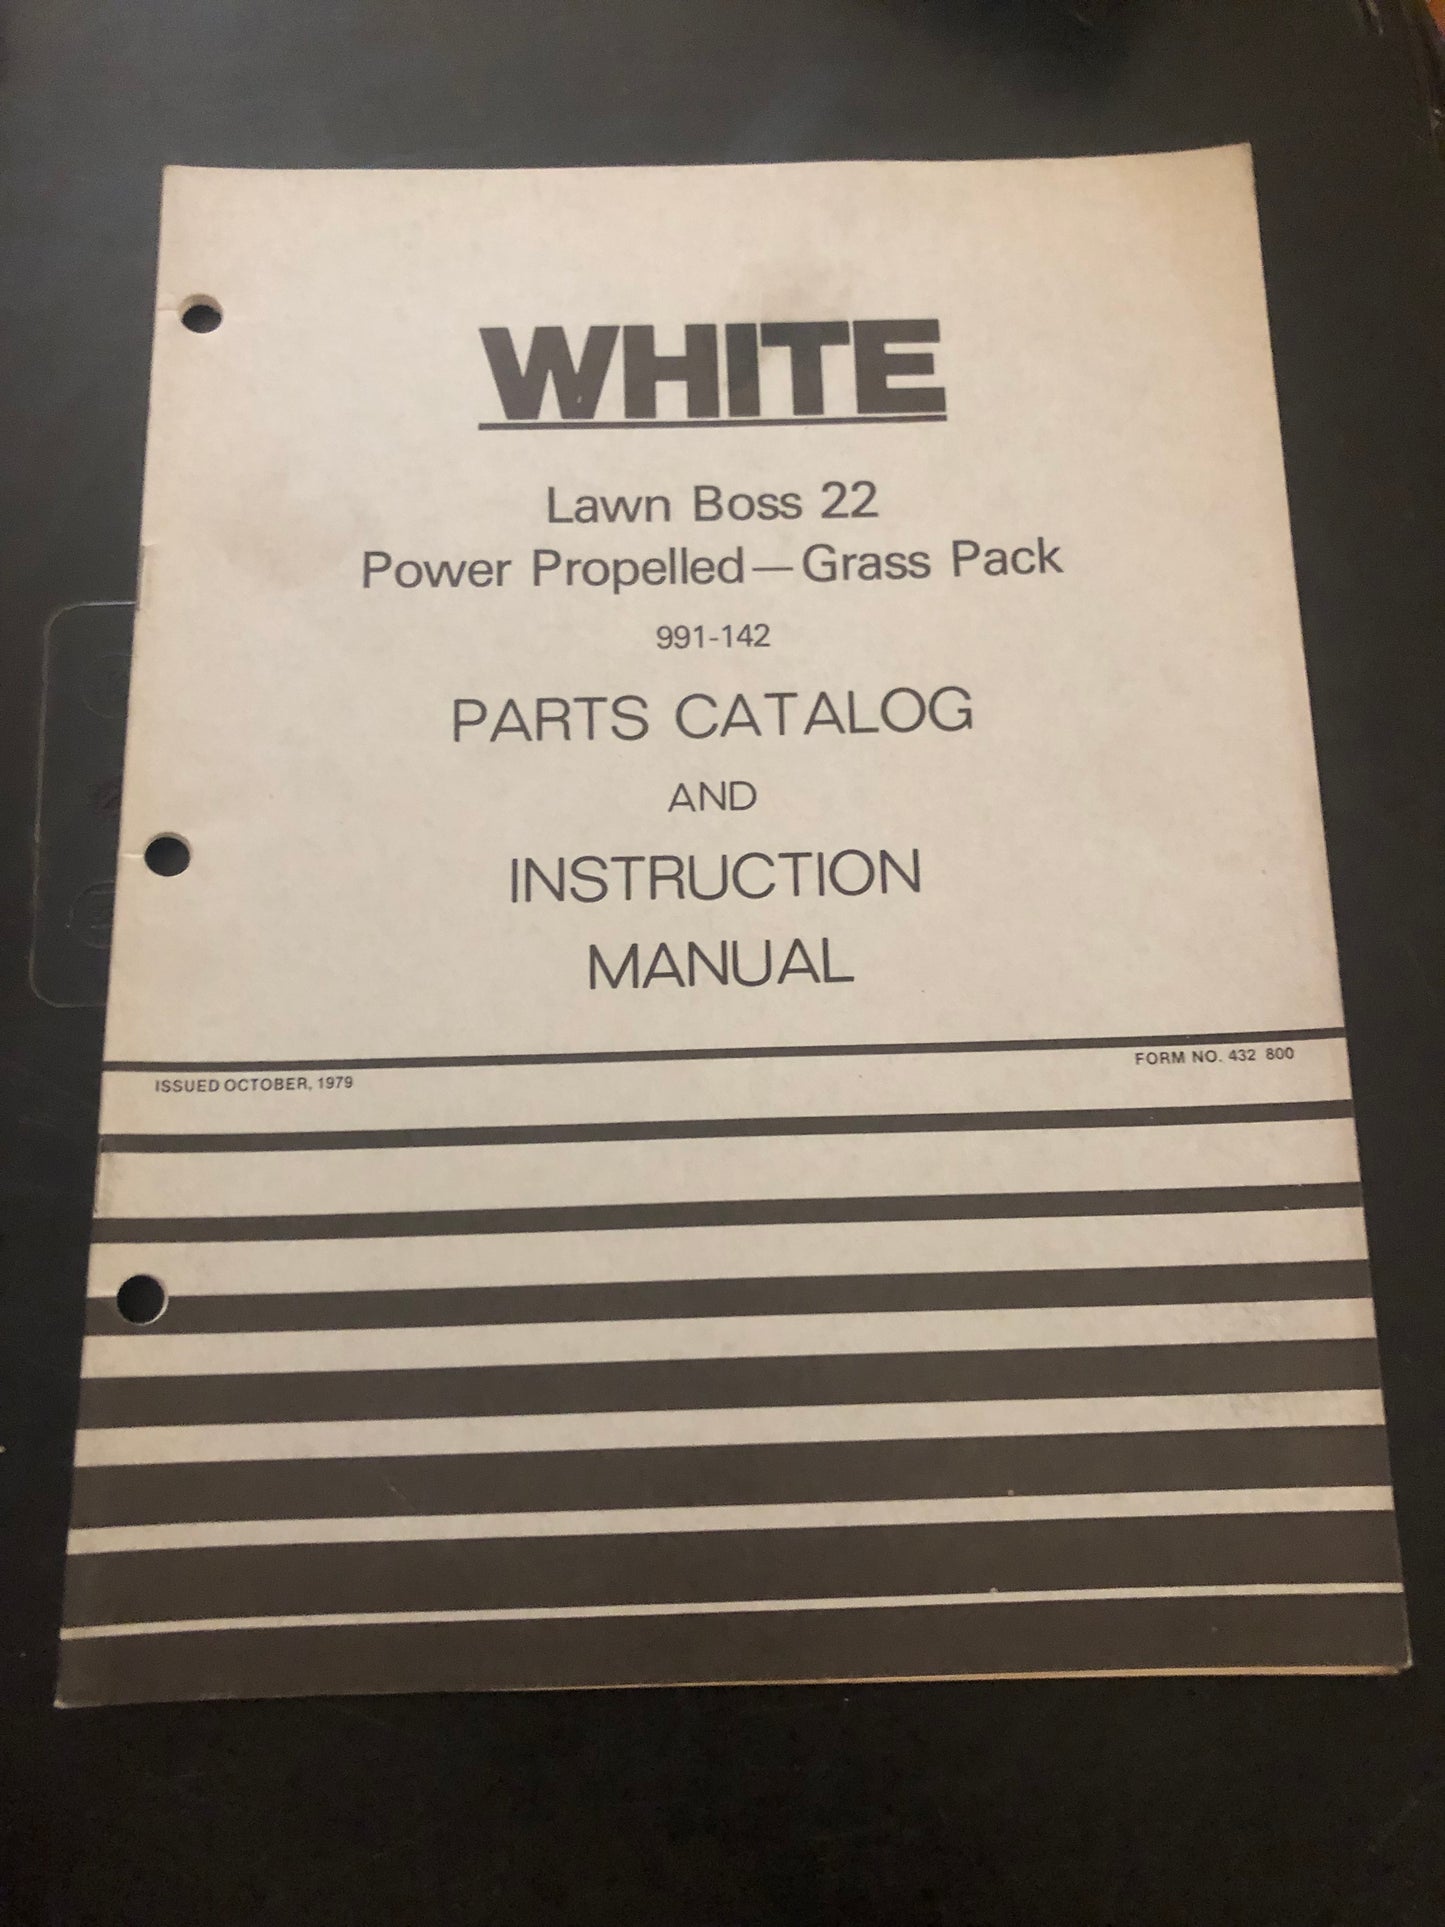 WHITE
Lawn Boss 22
Power Propelled—Grass Pack
991-142
PARTS CATALOG
AND
INSTRUCTION
MANUAL
ISSUED OCTOBER, 1979
FORM NO. 432 800